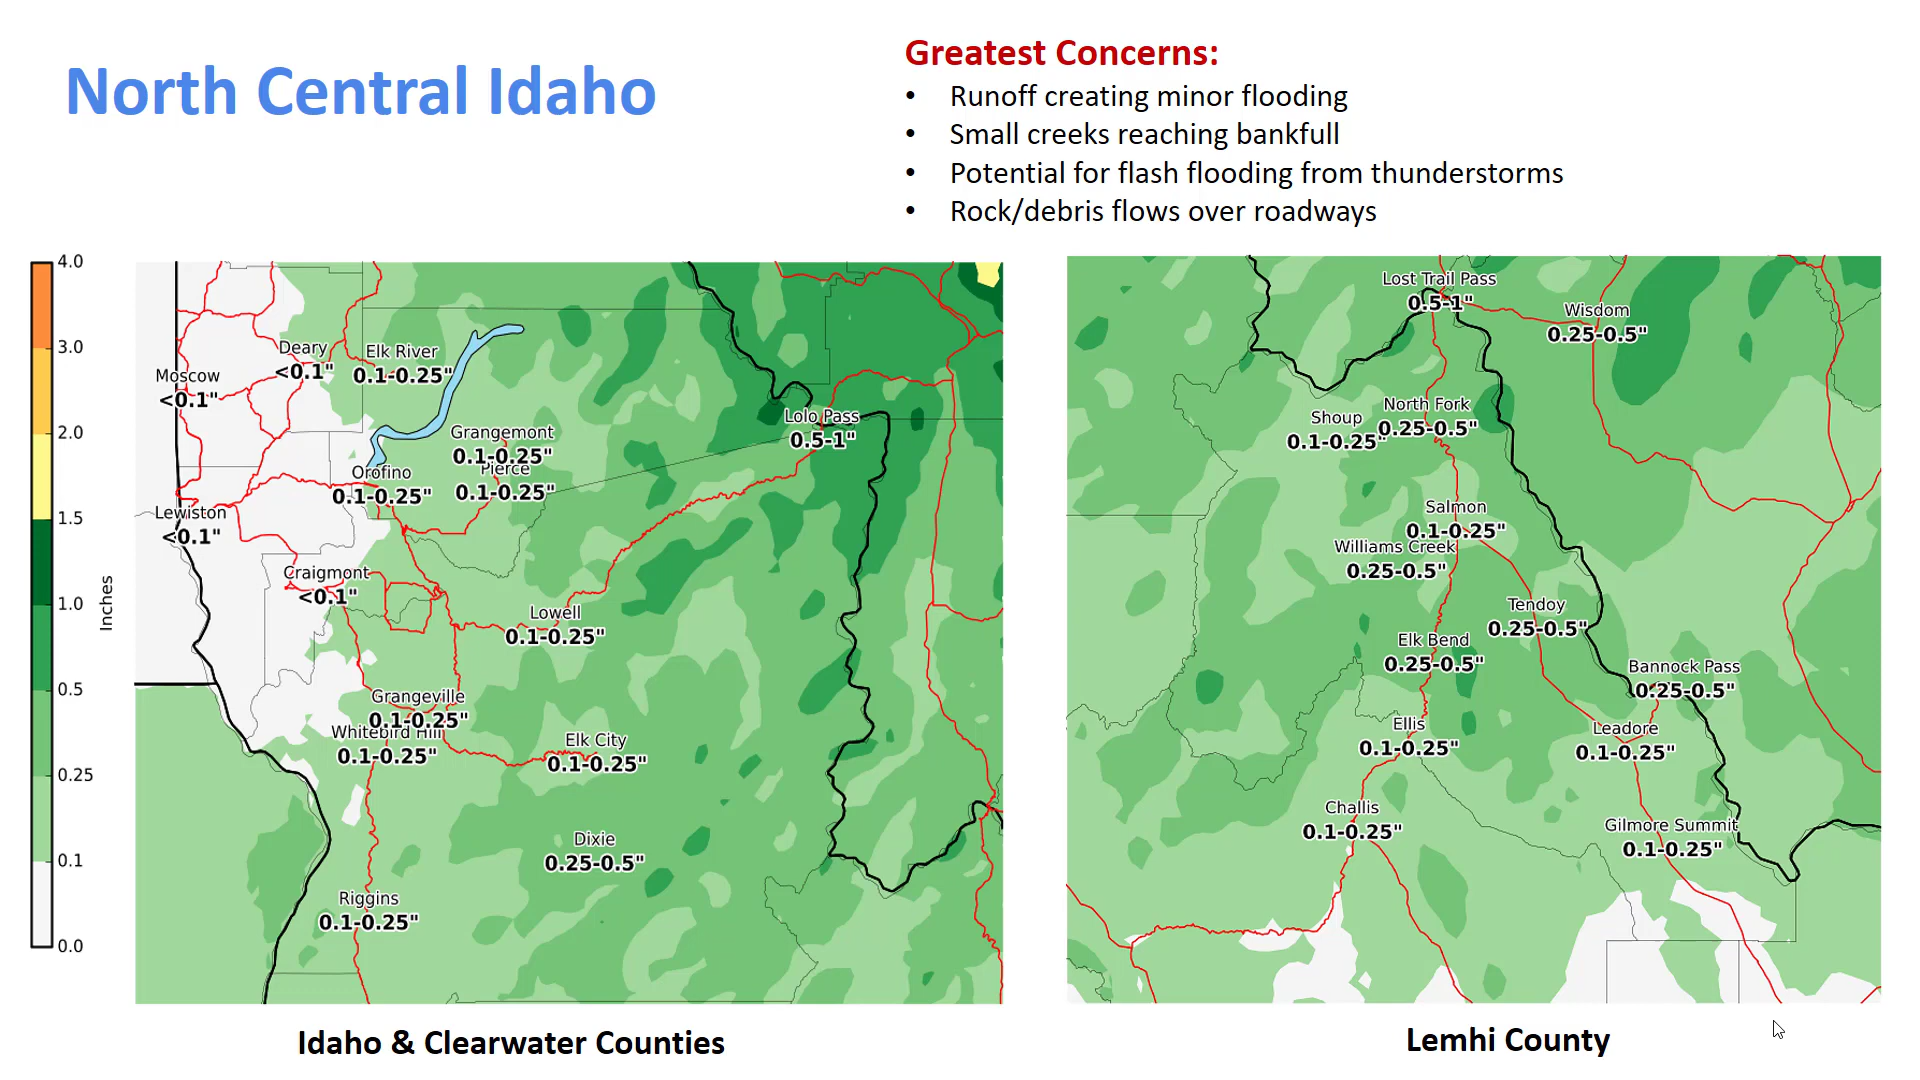 North Central Idaho
Greatest Concerns:
• Runoff creating minor flooding
• Small creeks reaching bankfull
• Potential for flash flooding from thunderstorms
• Rock/debris flows over roadways
4.0
3.0
2.0
1.5
1.0
0.5
0.25
0.1
0.0
Inches
Deary
<0.1"
Elk River
0.1-0.25"
Moscow
<0.1"
Lolo Pass
0.5-1"
Grangemont
0.1-0.25"
Pierce
0.1-0.25"
Orofino
0.1-0.25"
Lewiston
<0.1"
Craigmont
<0.1"
Lowell
0.1-0.25"
Grangeville
0.1-0.25"
Whitebird Hill
0.1-0.25"
Elk City
0.1-0.25"
Dixie
0.25-0.5"
Riggins
0.1-0.25"
Idaho & Clearwater Counties
Lost Trail Pass
0.5-1"
Wisdom
0.25-0.5"
North Fork
0.25-0.5"
Shoup
0.1-0.25"
Salmon
0.1-0.25"
Williams Creek
0.25-0.5"
Tendoy
0.25-0.5"
Elk Bend
0.25-0.5"
Bannock Pass
0.25-0.5"
Ellis
0.1-0.25"
Leadore
0.1-0.25"
Challis
0.1-0.25"
Gilmore Summit
0.1-0.25"
Lemhi County